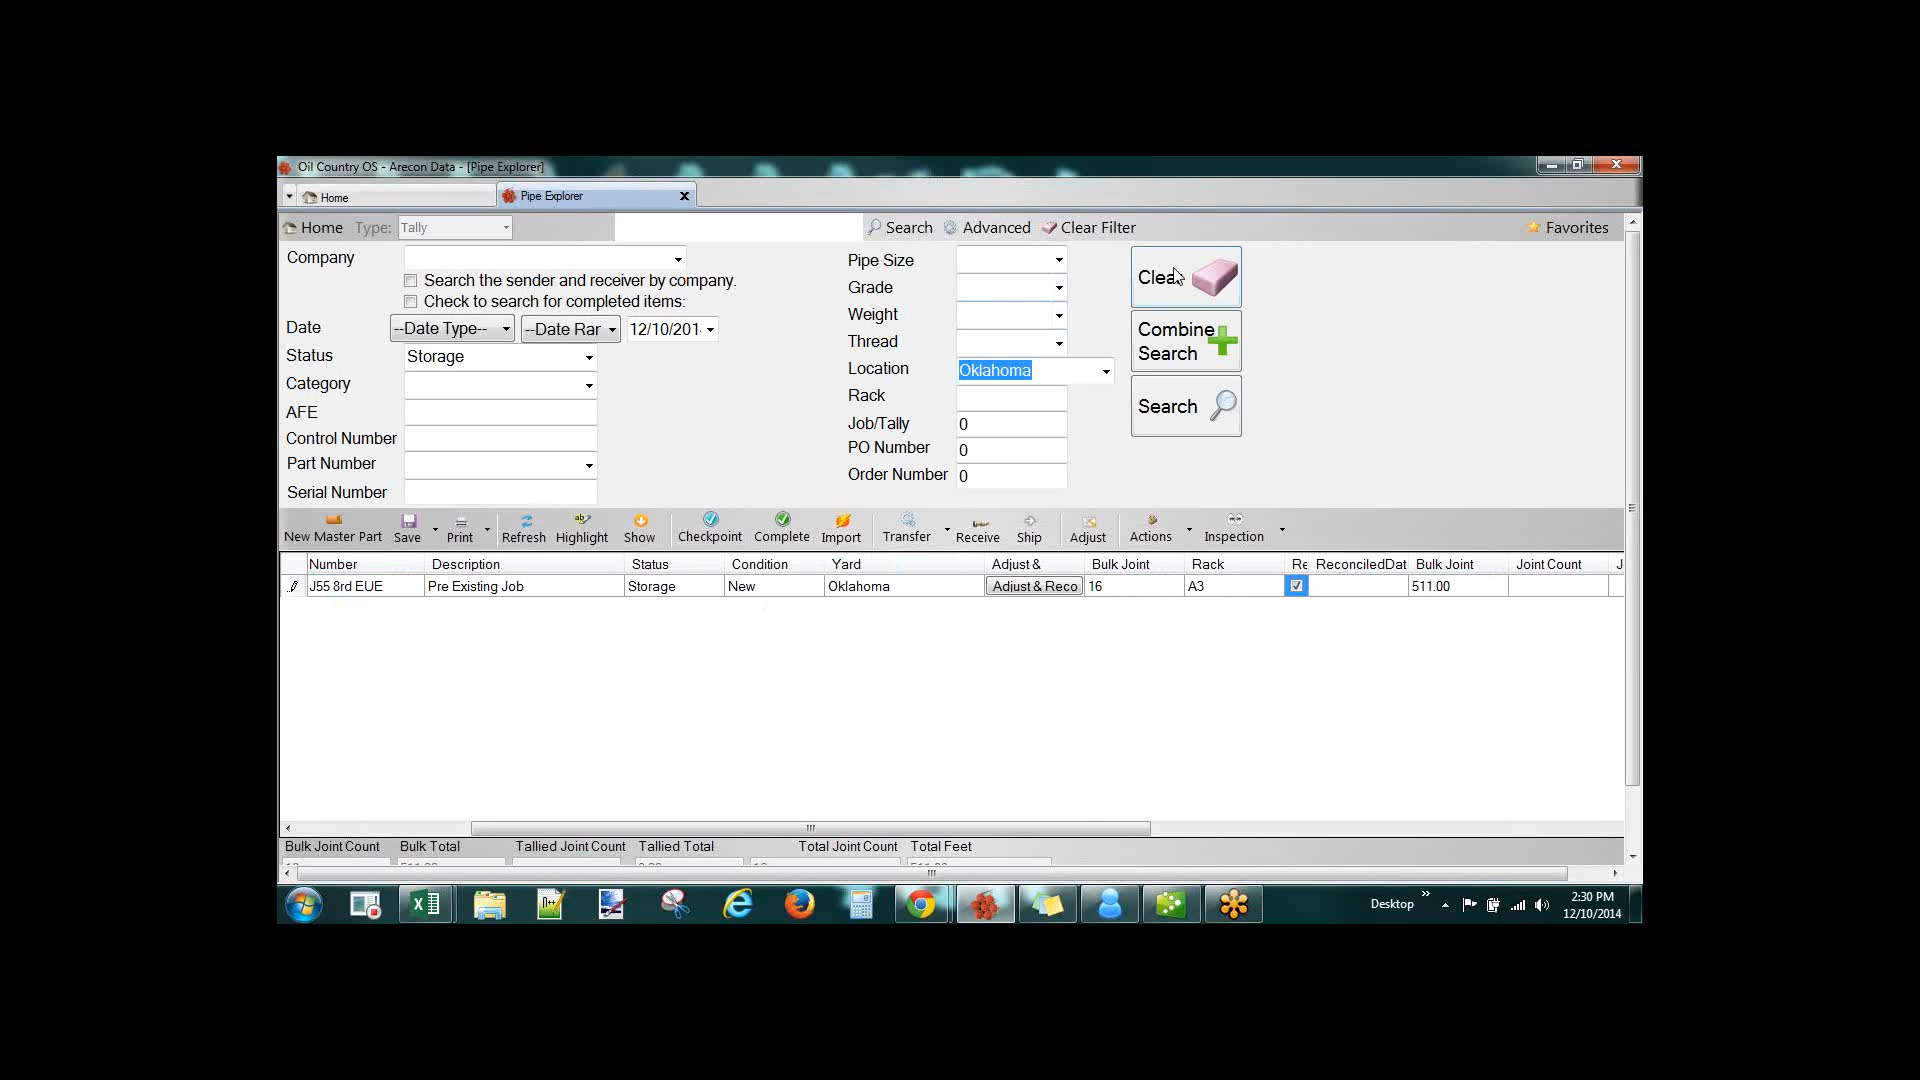 Oil Country OS - Arecon Data - [Pipe Explorer]
Home
Pipe Explorer
Home Type: Tally Search Advanced Clear Filter Favorites
Company
Search the sender and receiver by company.
Check to search for completed items:
Date --Date Type-- --Date Rar 12/10/201
Status Storage
Category
AFE
Control Number
Part Number
Serial Number
Pipe Size
Grade
Weight
Thread
Location Oklahoma
Rack
Job/Tally 0
PO Number 0
Order Number 0
Clear
Combine
Search
Search
New Master Part Save Print Refresh Highlight Show Checkpoint Complete Import Transfer Receive Ship Adjust Actions Inspection
Number Description Status Condition Yard Adjust & Bulk Joint Rack Re ReconciledDat Bulk Joint Joint Count J
J55 8rd EUE Pre Existing Job Storage New Oklahoma Adjust & Reco 16 A3 511.00
Bulk Joint Count Bulk Total Tallied Joint Count Tallied Total Total Joint Count Total Feet
Desktop
2:30 PM
12/10/2014